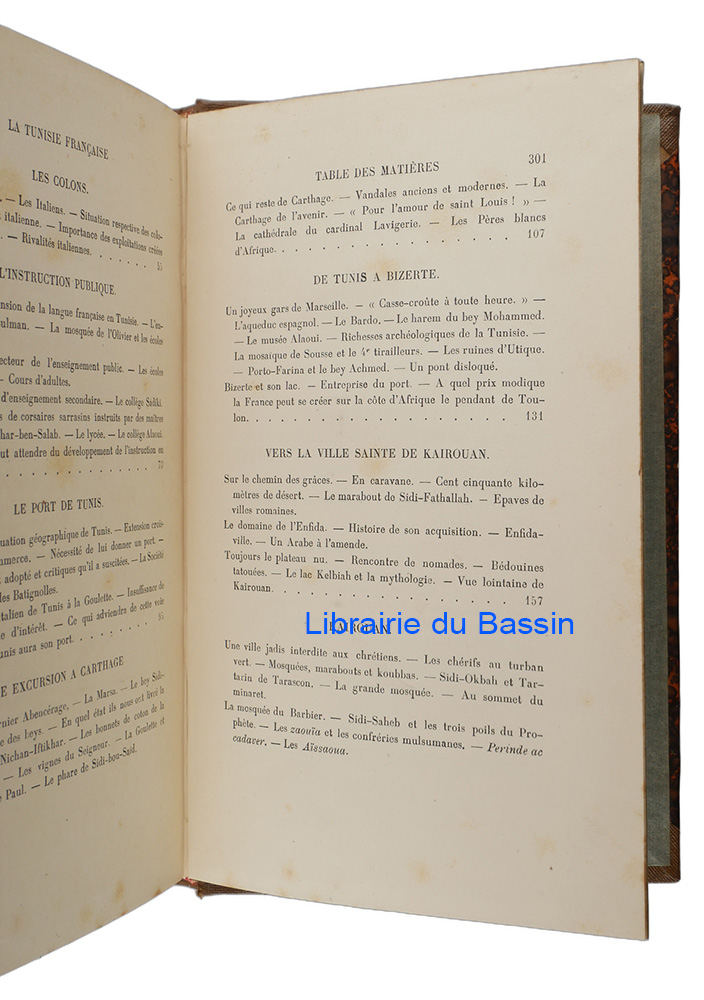 LA TUNISIE FRANÇAISE
LES COLONS.
— Les Italiens. — Situation respective des colo-
italienne. — Importance des exploitations créées
— Rivalités italiennes.
L'INSTRUCTION PUBLIQUE.
nsion de la langue française en Tunisie. — L'en-
sulman. — La mosquée de l'Olivier et les écoles
ecteur de l'enseignement public. — Les écoles
— Cours d'adultes.
d'enseignement secondaire. — Le collège Sadiki.
s de corsaires sarrasins instruits par des maîtres
har-ben-Salah. — Le lycée. — Le collège Alaoui.
ut attendre du développement de l'instruction en
LE PORT DE TUNIS.
uation géographique de Tunis. — Extension crois-
mmerce. — Nécessité de lui donner un port. —
adopté et critiques qu'il a suscitées. — La Société
les Batignolles.
talien de Tunis à la Goulette. — Insuffisance de
e d'intérêt. — Ce qui adviendra de cette voie
unis aura son port. 95
E EXCURSION A CARTHAGE
rnier Abencérage. — La Marsa. — Le bey Sidi-
e des beys. — En quel état ils nous ont livré la
Nichan-Iftikhar. — Les bonnets de coton de la
— Les vignes du Seigneur. — La Goulette et
e Paul. — Le phare de Sidi-bou-Saïd.
TABLE DES MATIÈRES 301
Ce qui reste de Carthage. — Vandales anciens et modernes. — La
Carthage de l'avenir. — « Pour l'amour de saint Louis ! » —
La cathédrale du cardinal Lavigerie. — Les Pères blancs
d'Afrique. . . . . . . . . . . . . . . . 107
DE TUNIS A BIZERTE.
Un joyeux gars de Marseille. — « Casse-croûte à toute heure. » —
L'aqueduc espagnol. — Le Bardo. — Le harem du bey Mohammed.
— Le musée Alaoui. — Richesses archéologiques de la Tunisie. —
La mosaïque de Sousse et le 4e tirailleurs. — Les ruines d'Utique.
— Porto-Farina et le bey Achmed. — Un pont disloqué.
Bizerte et son lac. — Entreprise du port. — A quel prix modique
la France peut se créer sur la côte d'Afrique le pendant de Tou-
lon. . . . . . . . . . . . . . . . . . 131
VERS LA VILLE SAINTE DE KAIROUAN.
Sur le chemin des grâces. — En caravane. — Cent cinquante kilo-
mètres de désert. — Le marabout de Sidi-Fathallah. — Epaves de
villes romaines.
Le domaine de l'Enfida. — Histoire de son acquisition. — Enfida-
ville. — Un Arabe à l'amende.
Toujours le plateau nu. — Rencontre de nomades. — Bédouines
tatouées. — Le lac Kelbiah et la mythologie. — Vue lointaine de
Kairouan. . . . . . . . . . . . . . . . 157
Librairie du Bassin
KAIROUAN.
Une ville jadis interdite aux chrétiens. — Les chérifs au turban
vert. — Mosquées, marabouts et koubbas. — Sidi-Okbah et Tar-
tarin de Tarascon. — La grande mosquée. — Au sommet du
minaret.
La mosquée du Barbier. — Sidi-Saheb et les trois poils du Pro-
phète. — Les zaouïa et les confréries mulsumanes. — Perinde ac
cadaver. — Les Aïssaoua.